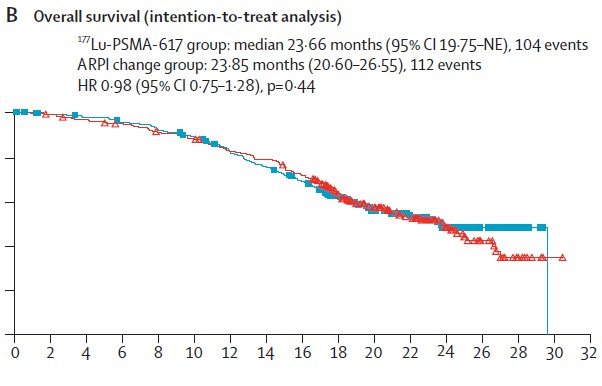 B Overall survival (intention-to-treat analysis)
¹⁷⁷Lu-PSMA-617 group: median 23·66 months (95% CI 19·75–NE), 104 events
ARPI change group: 23·85 months (20·60–26·55), 112 events
HR 0·98 (95% CI 0·75–1·28), p=0·44
0 2 4 6 8 10 12 14 16 18 20 22 24 26 28 30 32